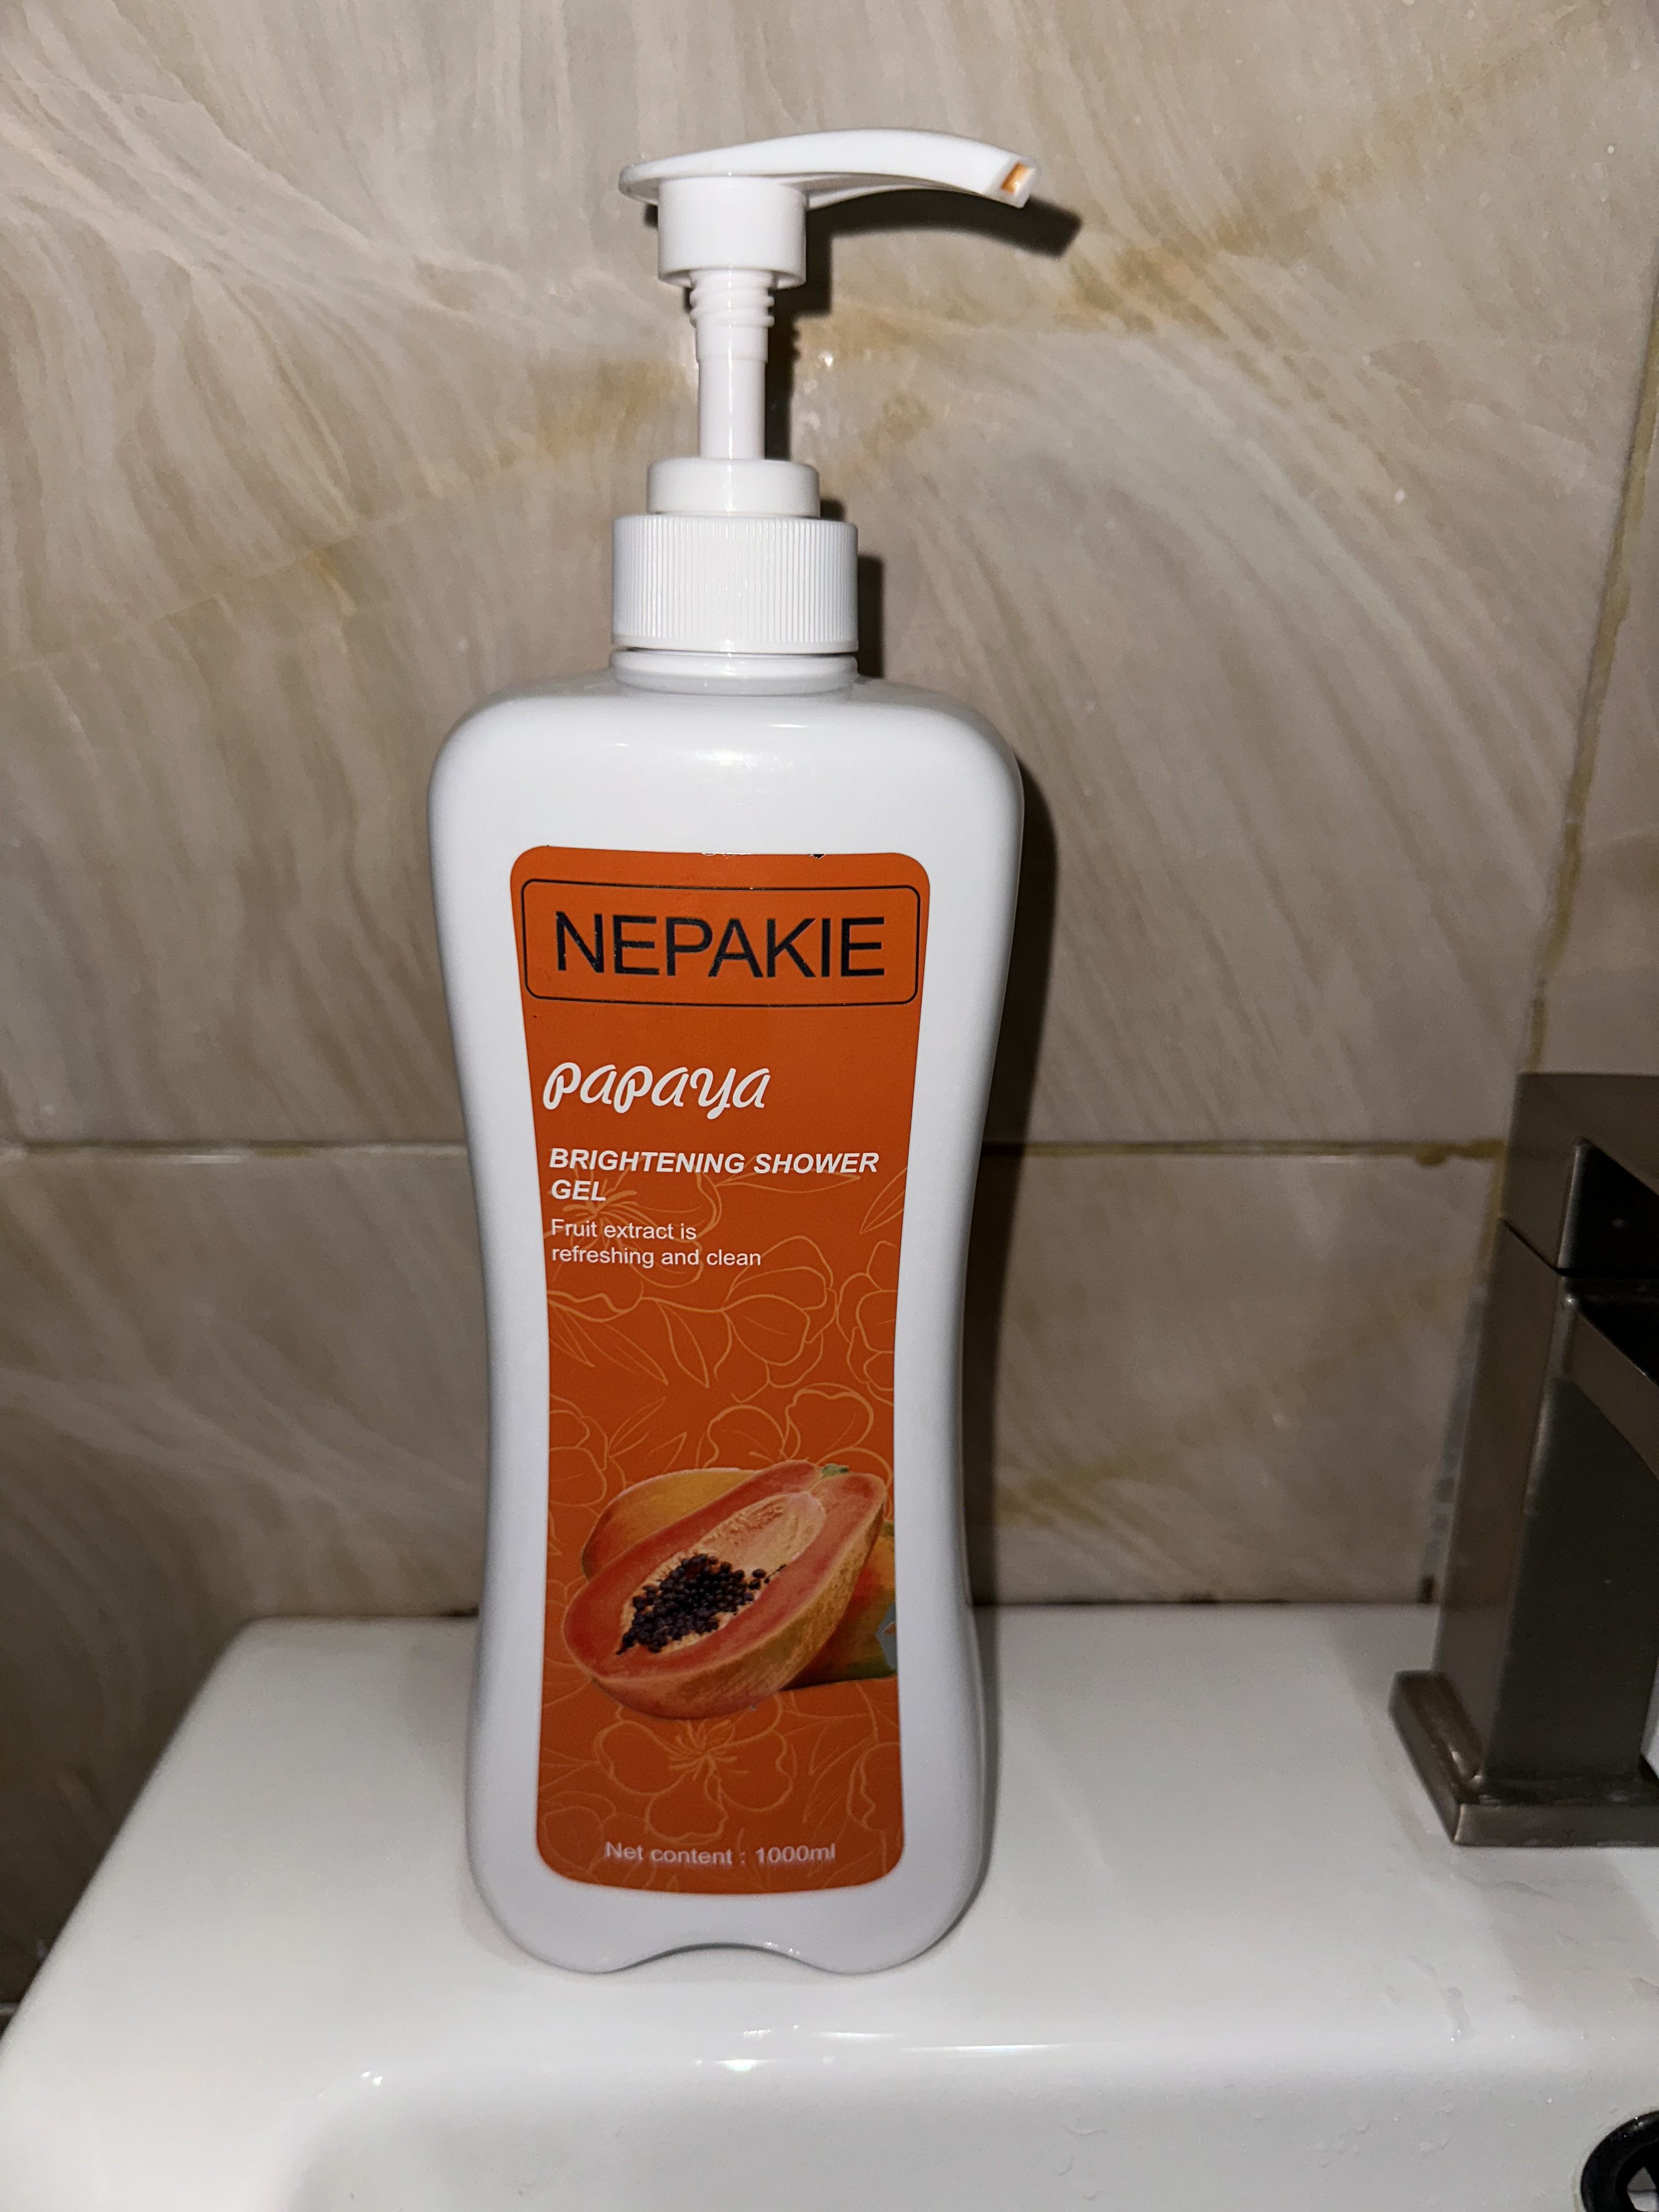 NEPAKIE
papaya
BRIGHTENING SHOWER
GEL
Fruit extract is
refreshing and clean
Net content : 1000ml